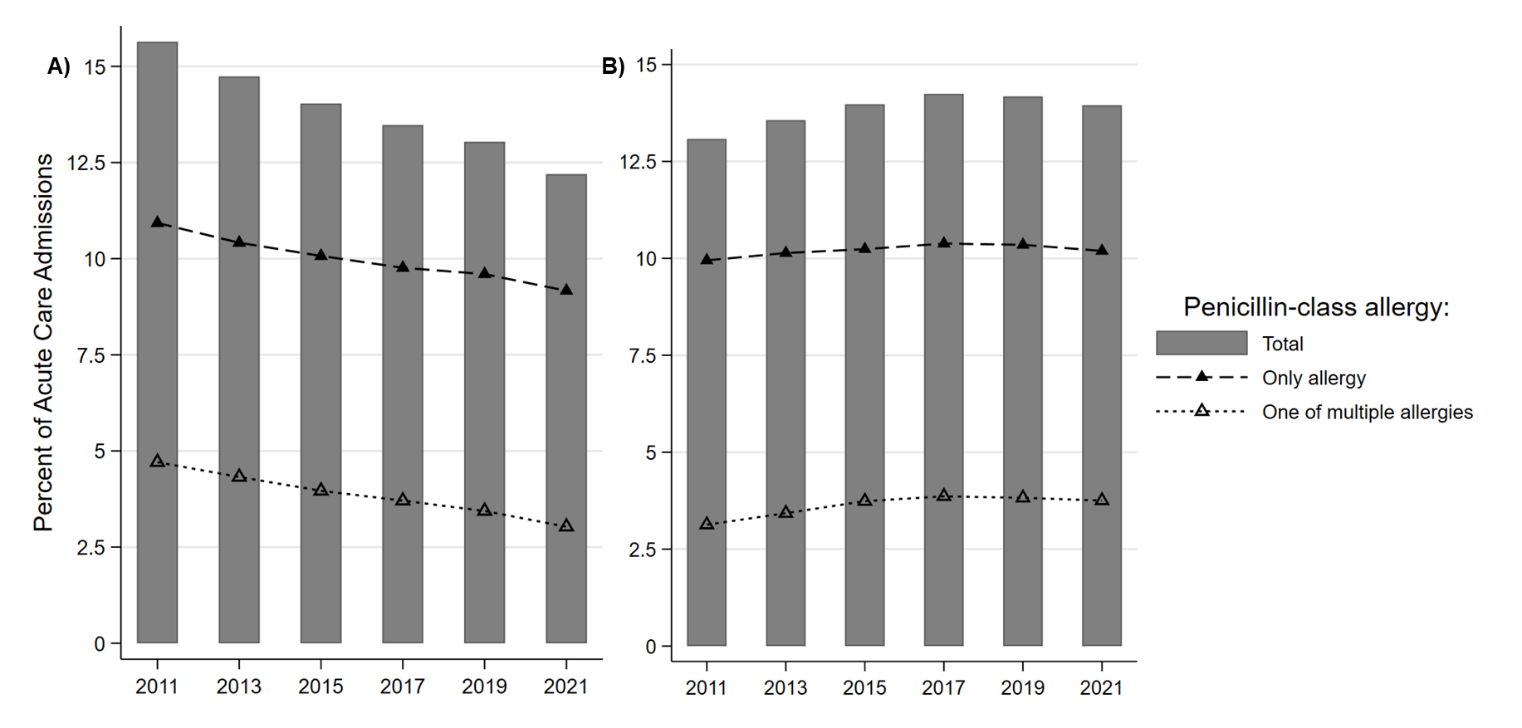 A)
Percent of Acute Care Admissions
15
12.5
10
7.5
5
2.5
0
2011 2013 2015 2017 2019 2021
B)
15
12.5
10
7.5
5
2.5
0
2011 2013 2015 2017 2019 2021
Penicillin-class allergy:
Total
Only allergy
One of multiple allergies